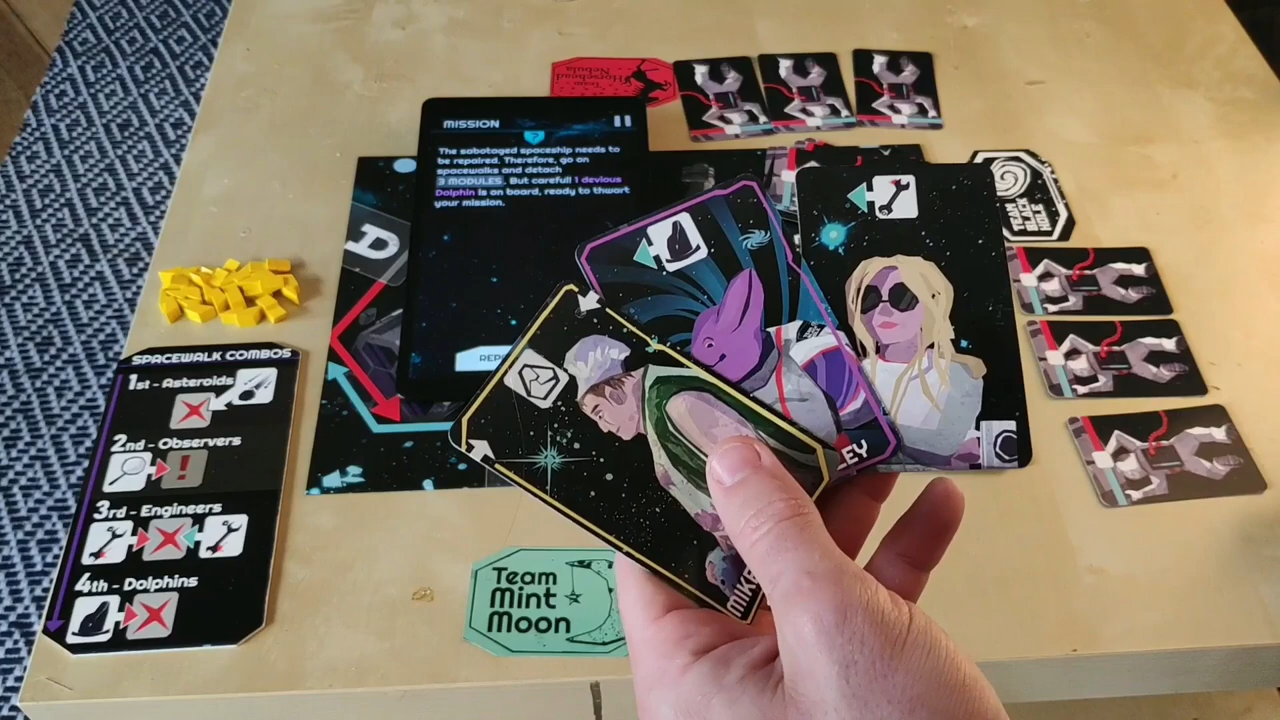 Team
Horsehead
Nebula
MISSION
?
The sabotaged spaceship needs to
be repaired. Therefore, go on
spacewalks and detach
3 MODULES. But careful! 1 devious
Dolphin is on board, ready to thwart
your mission.
D
TEAM
BLACK
HOLE
SPACEWALK COMBOS
1st - Asteroids
2nd - Observers
!
3rd - Engineers
4th - Dolphins
Team
Mint
Moon